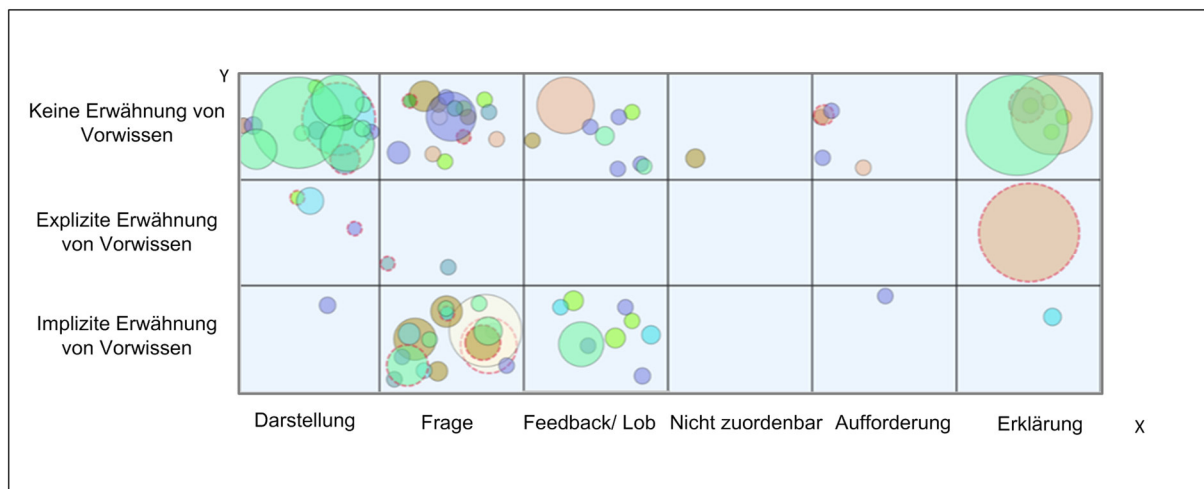 Y
Keine Erwähnung von
Vorwissen
Explizite Erwähnung
von Vorwissen
Implizite Erwähnung
von Vorwissen
Darstellung Frage Feedback/ Lob Nicht zuordenbar Aufforderung Erklärung X